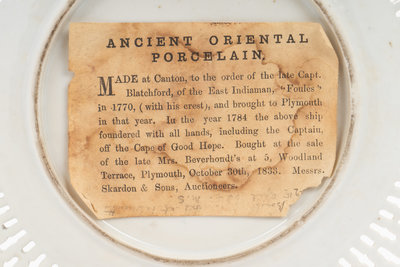 ANCIENT ORIENTAL
PORCELAIN.
MADE at Canton, to the order of the late Capt.
Blatchford, of the East Indiaman, "Foules"
in 1770, (with his crest), and brought to Plymouth
in that year. In the year 1784 the above ship
foundered with all hands, including the Captain,
off the Cape of Good Hope. Bought at the sale
of the late Mrs. Beverhondt's at 5, Woodland
Terrace, Plymouth, October 30th, 1833. Messrs.
Skardon & Sons, Auctioneers.